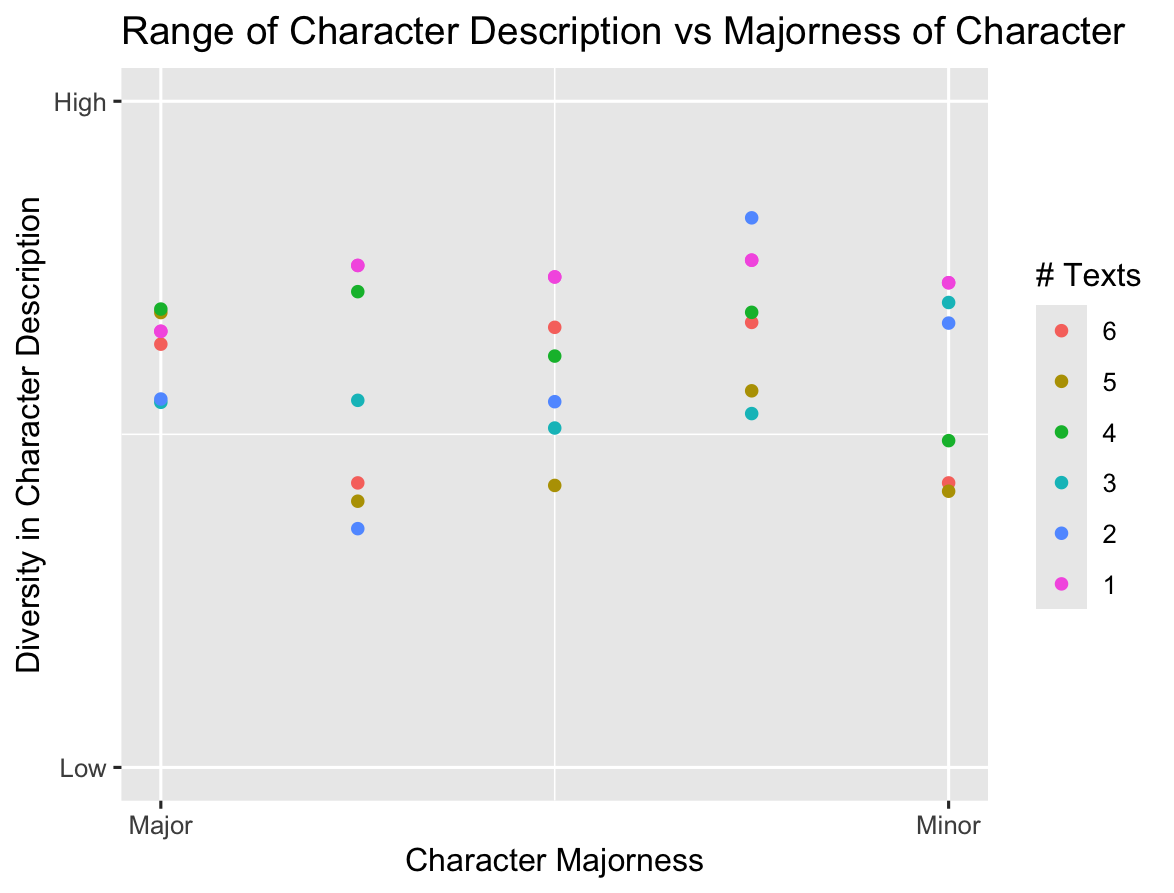 Range of Character Description vs Majorness of Character
High
Low
Diversity in Character Description
Major
Minor
Character Majorness
# Texts
6
5
4
3
2
1